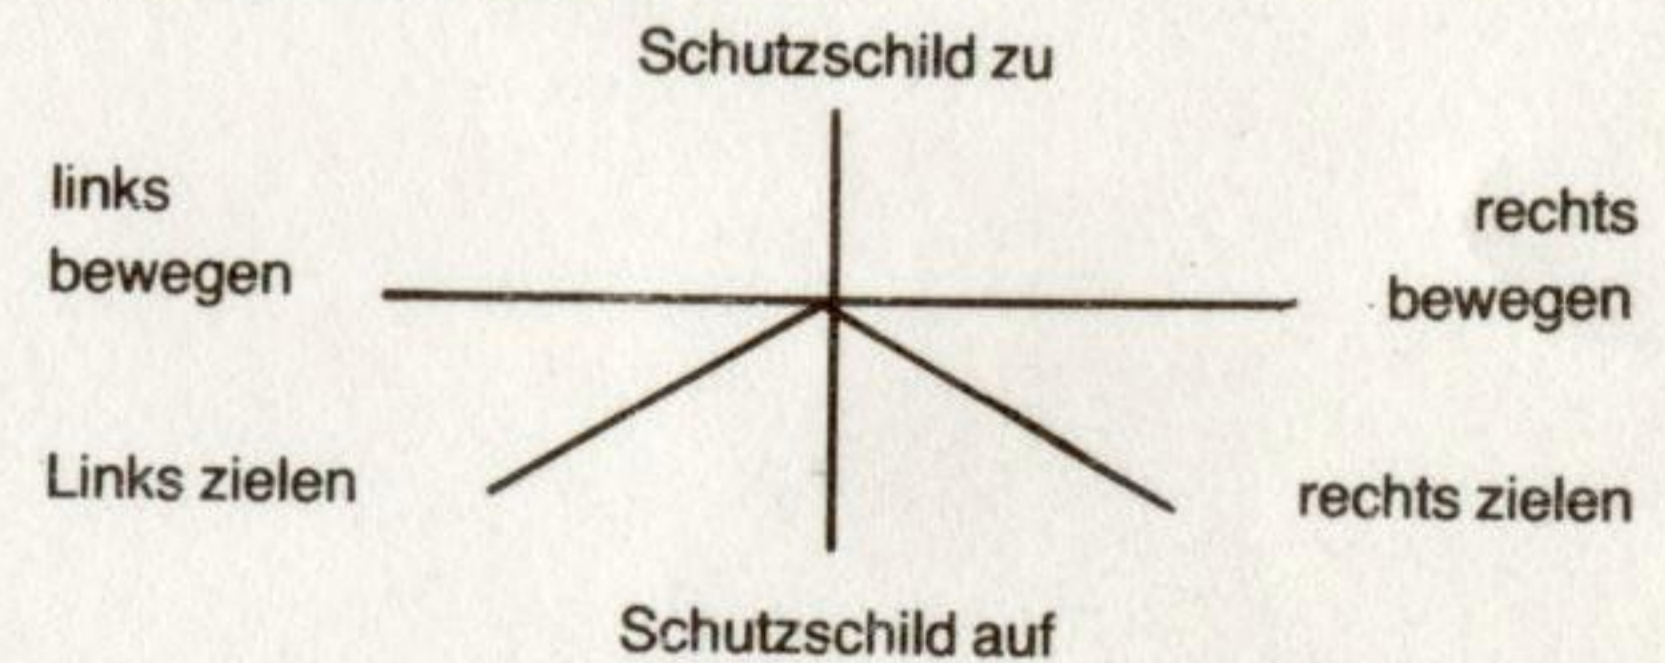 Schutzschild zu
links
bewegen
rechts
bewegen
Links zielen
rechts zielen
Schutzschild auf